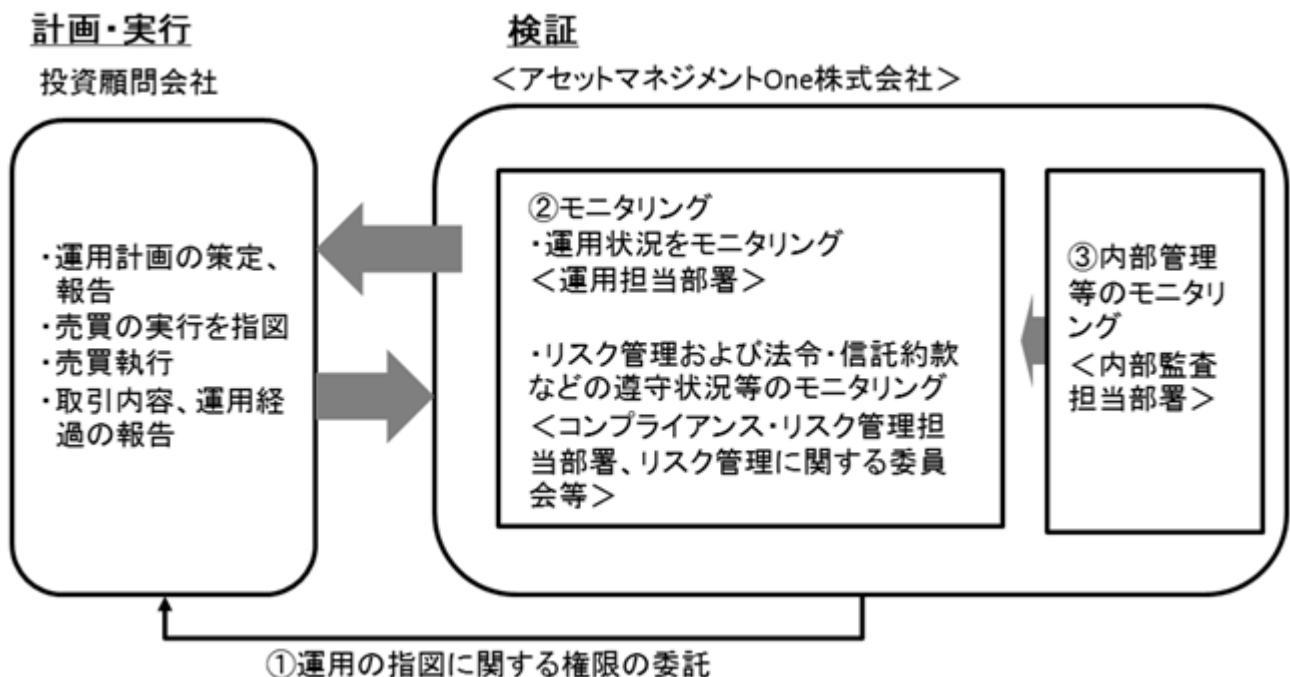 計画・実行
投資顧問会社
・運用計画の策定、
報告
・売買の実行を指図
・売買執行
・取引内容、運用経
過の報告
検証
＜アセットマネジメントOne株式会社＞
②モニタリング
・運用状況をモニタリング
＜運用担当部署＞
・リスク管理および法令・信託約款
などの遵守状況等のモニタリング
＜コンプライアンス・リスク管理担
当部署、リスク管理に関する委員
会等＞
③内部管理
等のモニタリ
ング
＜内部監査
担当部署＞
①運用の指図に関する権限の委託